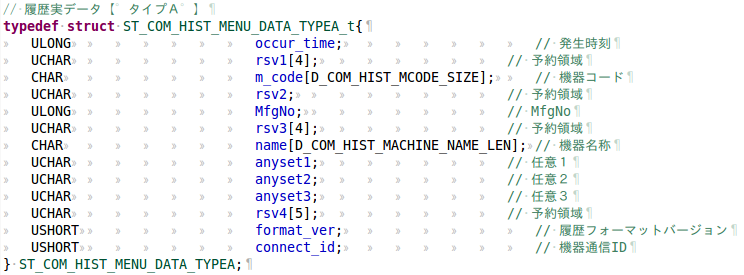 // 履歴実データ【 タイプA 】
typedef struct ST_COM_HIST_MENU_DATA_TYPEA_t{
ULONG occur_time; // 発生時刻
UCHAR rsv1[4]; // 予約領域
CHAR m_code[D_COM_HIST_MCODE_SIZE]; // 機器コード
UCHAR rsv2; // 予約領域
ULONG MfgNo; // MfgNo
UCHAR rsv3[4]; // 予約領域
CHAR name[D_COM_HIST_MACHINE_NAME_LEN]; // 機器名称
UCHAR anyset1; // 任意1
UCHAR anyset2; // 任意2
UCHAR anyset3; // 任意3
UCHAR rsv4[5]; // 予約領域
USHORT format_ver; // 履歴フォーマットバージョン
USHORT connect_id; // 機器通信ID
} ST_COM_HIST_MENU_DATA_TYPEA;